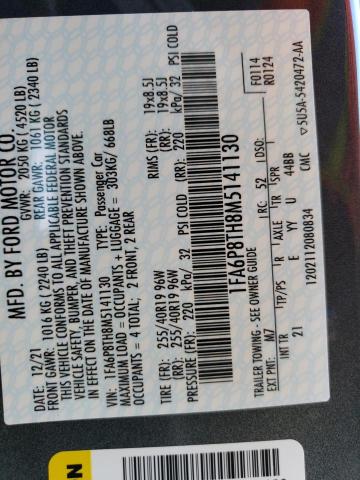 MFD. BY FORD MOTOR CO.
DATE: 12/21 GVWR: 2050 KG ( 4520 LB)
FRONT GAWR: 1016 KG ( 2240 LB) REAR GAWR: 1061 KG ( 2340 LB)
THIS VEHICLE CONFORMS TO ALL APPLICABLE FEDERAL MOTOR
VEHICLE SAFETY, BUMPER, AND THEFT PREVENTION STANDARDS
IN EFFECT ON THE DATE OF MANUFACTURE SHOWN ABOVE.
VIN: 1FA6P8TH8M5141130 TYPE: Passenger Car
MAXIMUM LOAD = OCCUPANTS + LUGGAGE = 303KG/ 668LB
OCCUPANTS = 4 TOTAL; 2 FRONT, 2 REAR
TIRE (FR): 255/40R19 96W RIMS (FR): 19x8.5J
(RR): 255/40R19 96W (RR): 19x8.5J
PRESSURE (FR): 220 kPa/ 32 PSI COLD (RR): 220 kPa/ 32 PSI COLD
1FA6P8TH8M5141130
F0114
R0124
TRAILER TOWING - SEE OWNER GUIDE
EXT PNT: M7 RC: 52 DSO:
INT TR TP/PS R AXLE TR SPR
21 E YY U 44BB
1202112080834 CMC
5U5A-5420472-AA
ON